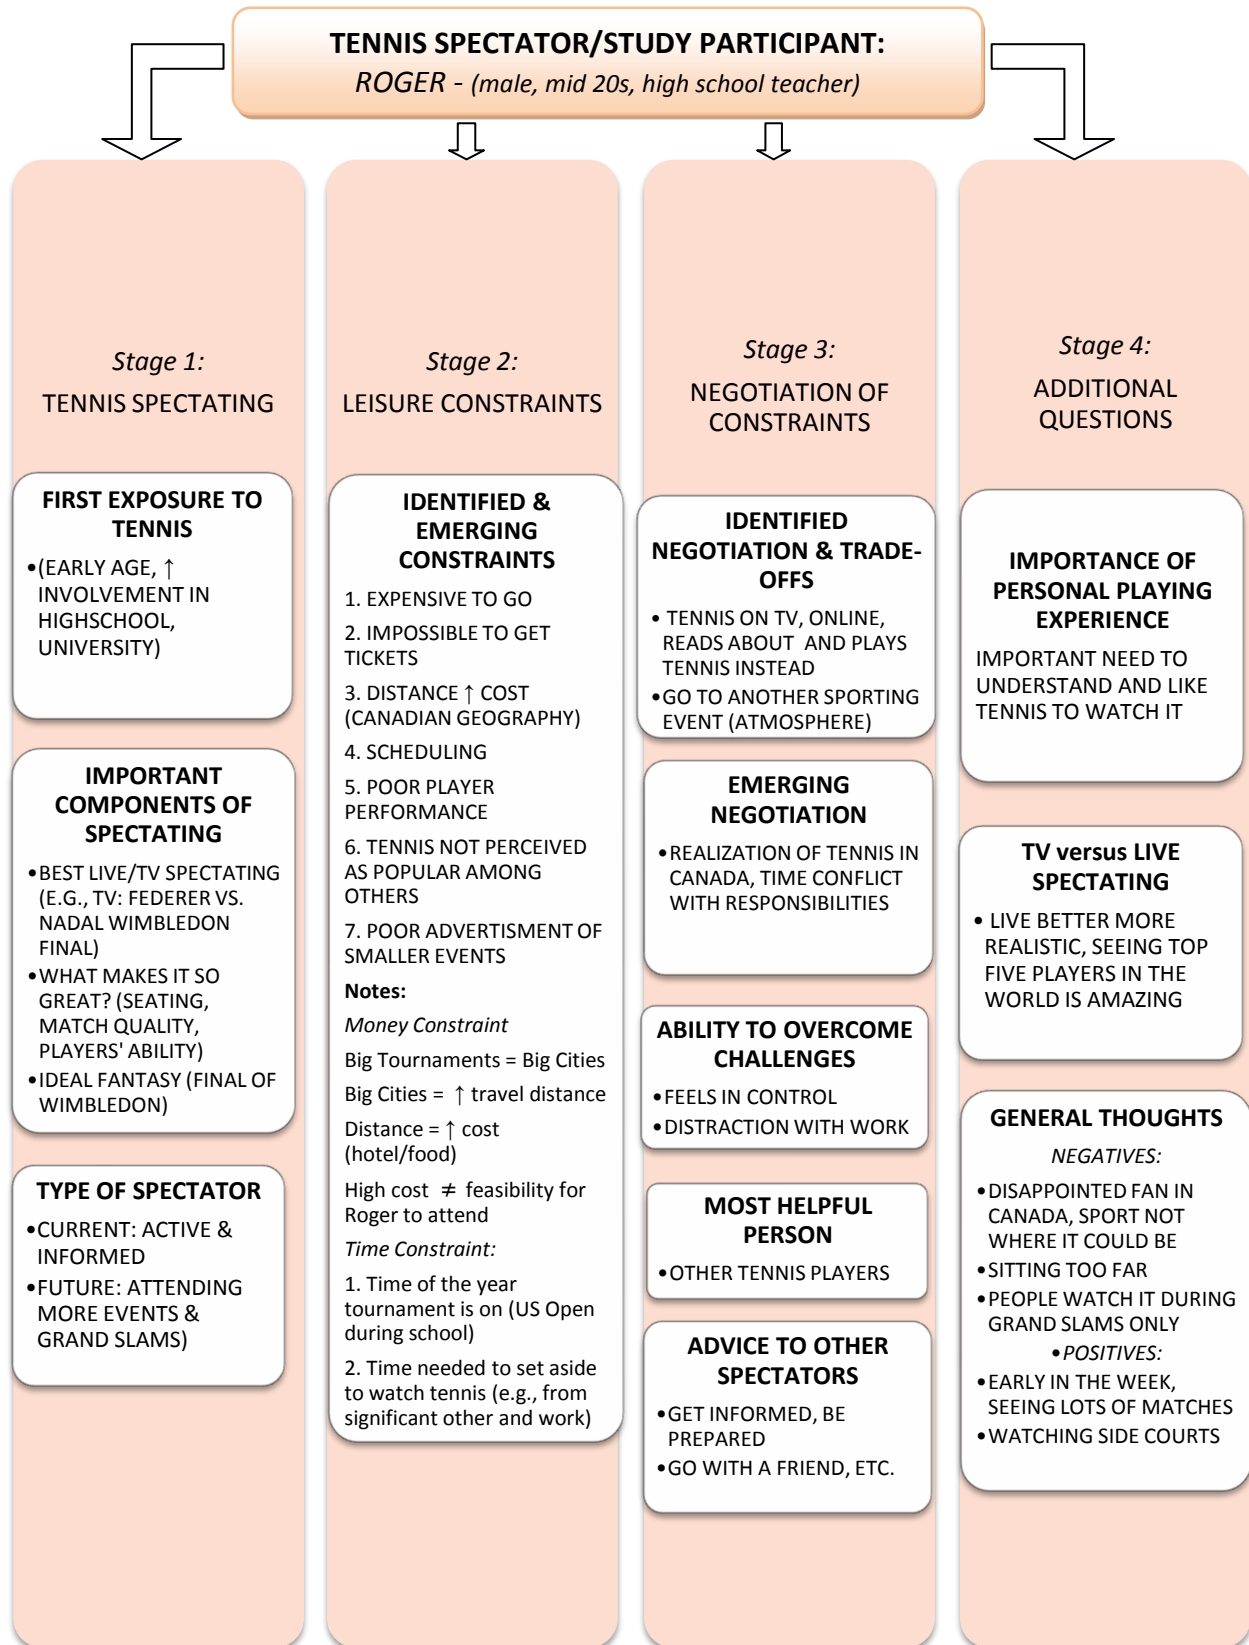 TENNIS SPECTATOR/STUDY PARTICIPANT:
ROGER - (male, mid 20s, high school teacher)
Stage 1:
TENNIS SPECTATING
FIRST EXPOSURE TO
TENNIS
•(EARLY AGE, ↑
INVOLVEMENT IN
HIGHSCHOOL,
UNIVERSITY)
IMPORTANT
COMPONENTS OF
SPECTATING
•BEST LIVE/TV SPECTATING
(E.G., TV: FEDERER VS.
NADAL WIMBLEDON
FINAL)
•WHAT MAKES IT SO
GREAT? (SEATING,
MATCH QUALITY,
PLAYERS' ABILITY)
•IDEAL FANTASY (FINAL OF
WIMBLEDON)
TYPE OF SPECTATOR
•CURRENT: ACTIVE &
INFORMED
•FUTURE: ATTENDING
MORE EVENTS &
GRAND SLAMS)
Stage 2:
LEISURE CONSTRAINTS
IDENTIFIED &
EMERGING
CONSTRAINTS
1. EXPENSIVE TO GO
2. IMPOSSIBLE TO GET
TICKETS
3. DISTANCE ↑ COST
(CANADIAN GEOGRAPHY)
4. SCHEDULING
5. POOR PLAYER
PERFORMANCE
6. TENNIS NOT PERCEIVED
AS POPULAR AMONG
OTHERS
7. POOR ADVERTISMENT OF
SMALLER EVENTS
Notes:
Money Constraint
Big Tournaments = Big Cities
Big Cities = ↑ travel distance
Distance = ↑ cost
(hotel/food)
High cost ≠ feasibility for
Roger to attend
Time Constraint:
1. Time of the year
tournament is on (US Open
during school)
2. Time needed to set aside
to watch tennis (e.g., from
significant other and work)
Stage 3:
NEGOTIATION OF
CONSTRAINTS
IDENTIFIED
NEGOTIATION & TRADE-
OFFS
• TENNIS ON TV, ONLINE,
READS ABOUT AND PLAYS
TENNIS INSTEAD
•GO TO ANOTHER SPORTING
EVENT (ATMOSPHERE)
EMERGING
NEGOTIATION
•REALIZATION OF TENNIS IN
CANADA, TIME CONFLICT
WITH RESPONSIBILITIES
ABILITY TO OVERCOME
CHALLENGES
•FEELS IN CONTROL
•DISTRACTION WITH WORK
MOST HELPFUL
PERSON
•OTHER TENNIS PLAYERS
ADVICE TO OTHER
SPECTATORS
•GET INFORMED, BE
PREPARED
•GO WITH A FRIEND, ETC.
Stage 4:
ADDITIONAL
QUESTIONS
IMPORTANCE OF
PERSONAL PLAYING
EXPERIENCE
IMPORTANT NEED TO
UNDERSTAND AND LIKE
TENNIS TO WATCH IT
TV versus LIVE
SPECTATING
• LIVE BETTER MORE
REALISTIC, SEEING TOP
FIVE PLAYERS IN THE
WORLD IS AMAZING
GENERAL THOUGHTS
NEGATIVES:
•DISAPPOINTED FAN IN
CANADA, SPORT NOT
WHERE IT COULD BE
•SITTING TOO FAR
•PEOPLE WATCH IT DURING
GRAND SLAMS ONLY
•POSITIVES:
•EARLY IN THE WEEK,
SEEING LOTS OF MATCHES
•WATCHING SIDE COURTS